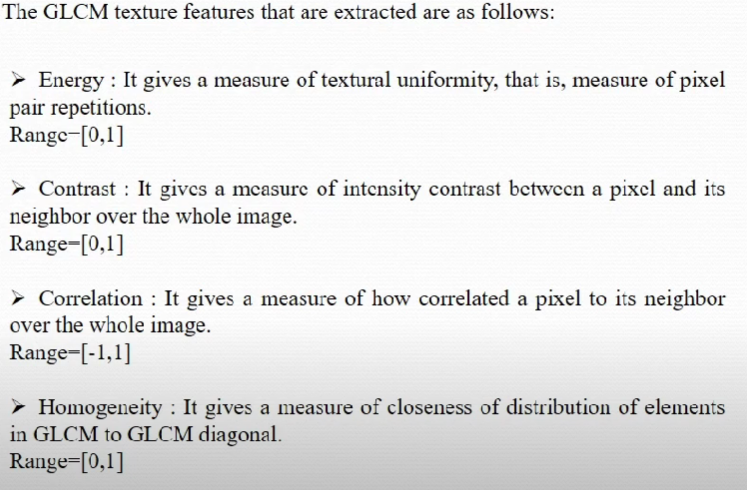 The GLCM texture features that are extracted are as follows:
➢ Energy : It gives a measure of textural uniformity, that is, measure of pixel
pair repetitions.
Range=[0,1]
➢ Contrast : It gives a measure of intensity contrast between a pixel and its
neighbor over the whole image.
Range=[0,1]
➢ Correlation : It gives a measure of how correlated a pixel to its neighbor
over the whole image.
Range=[-1,1]
➢ Homogeneity : It gives a measure of closeness of distribution of elements
in GLCM to GLCM diagonal.
Range=[0,1]